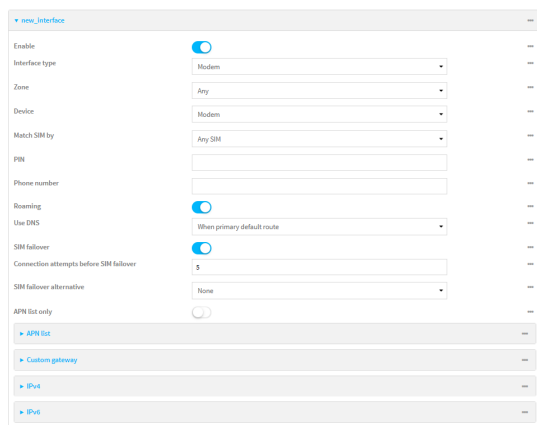 new_interface
Enable
Interface type
Modem
Zone
Any
Device
Modem
Match SIM by
Any SIM
PIN
Phone number
Roaming
Use DNS
When primary default route
SIM failover
Connection attempts before SIM failover
5
SIM failover alternative
None
APN list only
APN list
Custom gateway
IPv4
IPv6